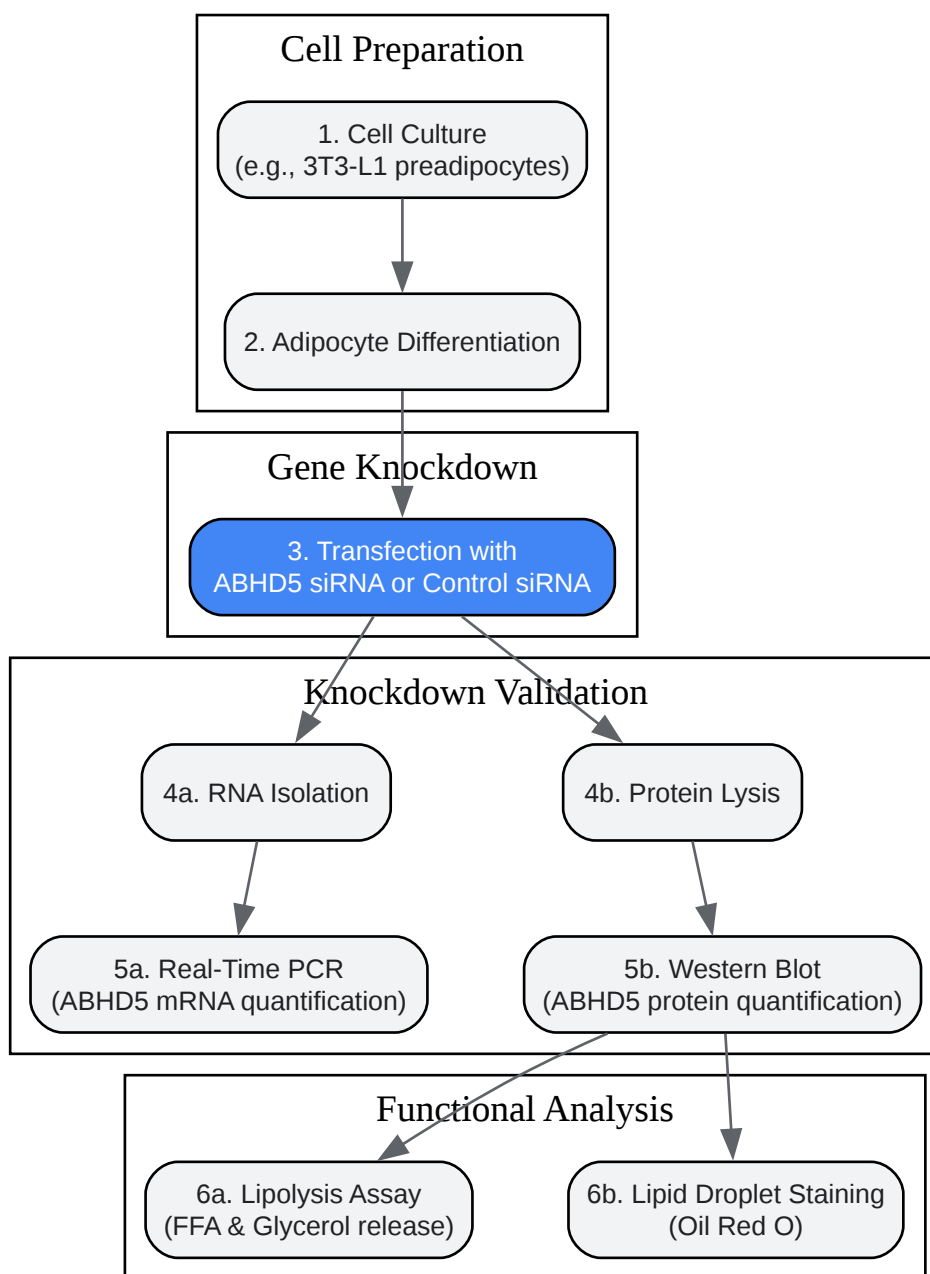 Cell Preparation
1. Cell Culture
(e.g., 3T3-L1 preadipocytes)
2. Adipocyte Differentiation
Gene Knockdown
3. Transfection with
ABHD5 siRNA or Control siRNA
Knockdown Validation
4a. RNA Isolation
4b. Protein Lysis
5a. Real-Time PCR
(ABHD5 mRNA quantification)
5b. Western Blot
(ABHD5 protein quantification)
Functional Analysis
6a. Lipolysis Assay
(FFA & Glycerol release)
6b. Lipid Droplet Staining
(Oil Red O)